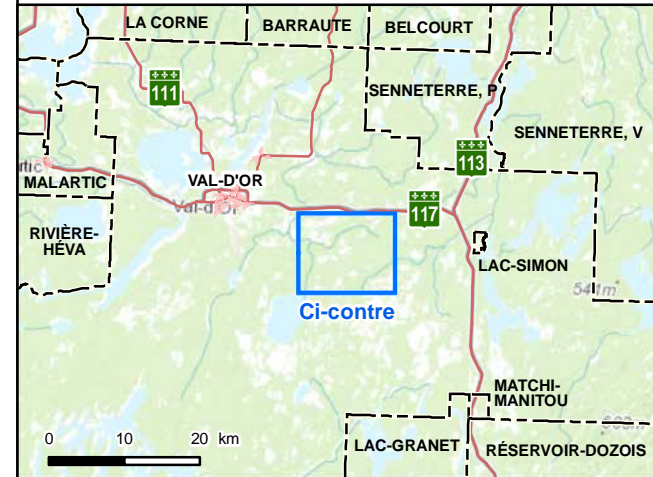 LA CORNE
BARRAUTE
BELCOURT
111
SENNETERRE, P
SENNETERRE, V
113
MALARTIC
VAL-D'OR
Val-d'Or
117
RIVIÈRE-
HÉVA
LAC-SIMON
541m
Ci-contre
MATCHI-
MANITOU
0 10 20 km
LAC-GRANET
RÉSERVOIR-DOZOIS